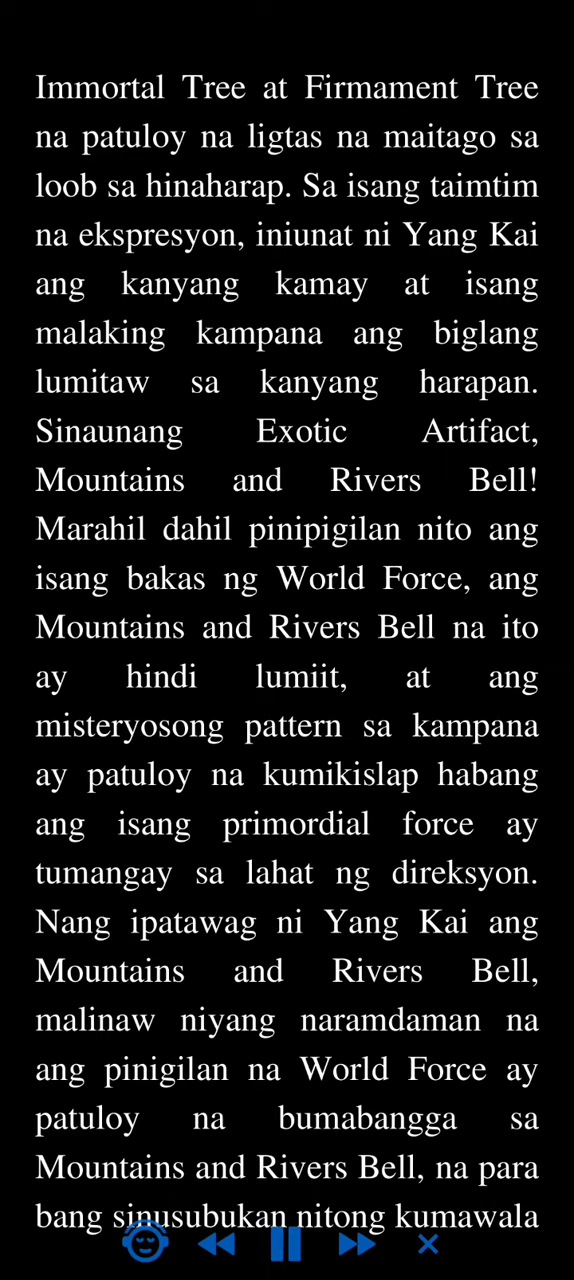 Immortal Tree at Firmament Tree
na patuloy na ligtas na maitago sa
loob sa hinaharap. Sa isang taimtim
na ekspresyon, iniunat ni Yang Kai
ang kanyang kamay at isang
malaking kampana ang biglang
lumitaw sa kanyang harapan.
Sinaunang Exotic Artifact,
Mountains and Rivers Bell!
Marahil dahil pinipigilan nito ang
isang bakas ng World Force, ang
Mountains and Rivers Bell na ito
ay hindi lumiit, at ang
misteryosong pattern sa kampana
ay patuloy na kumikislap habang
ang isang primordial force ay
tumangay sa lahat ng direksyon.
Nang ipatawag ni Yang Kai ang
Mountains and Rivers Bell,
malinaw niyang naramdaman na
ang pinigilan na World Force ay
patuloy na bumabangga sa
Mountains and Rivers Bell, na para
bang sinusubukan nitong kumawala